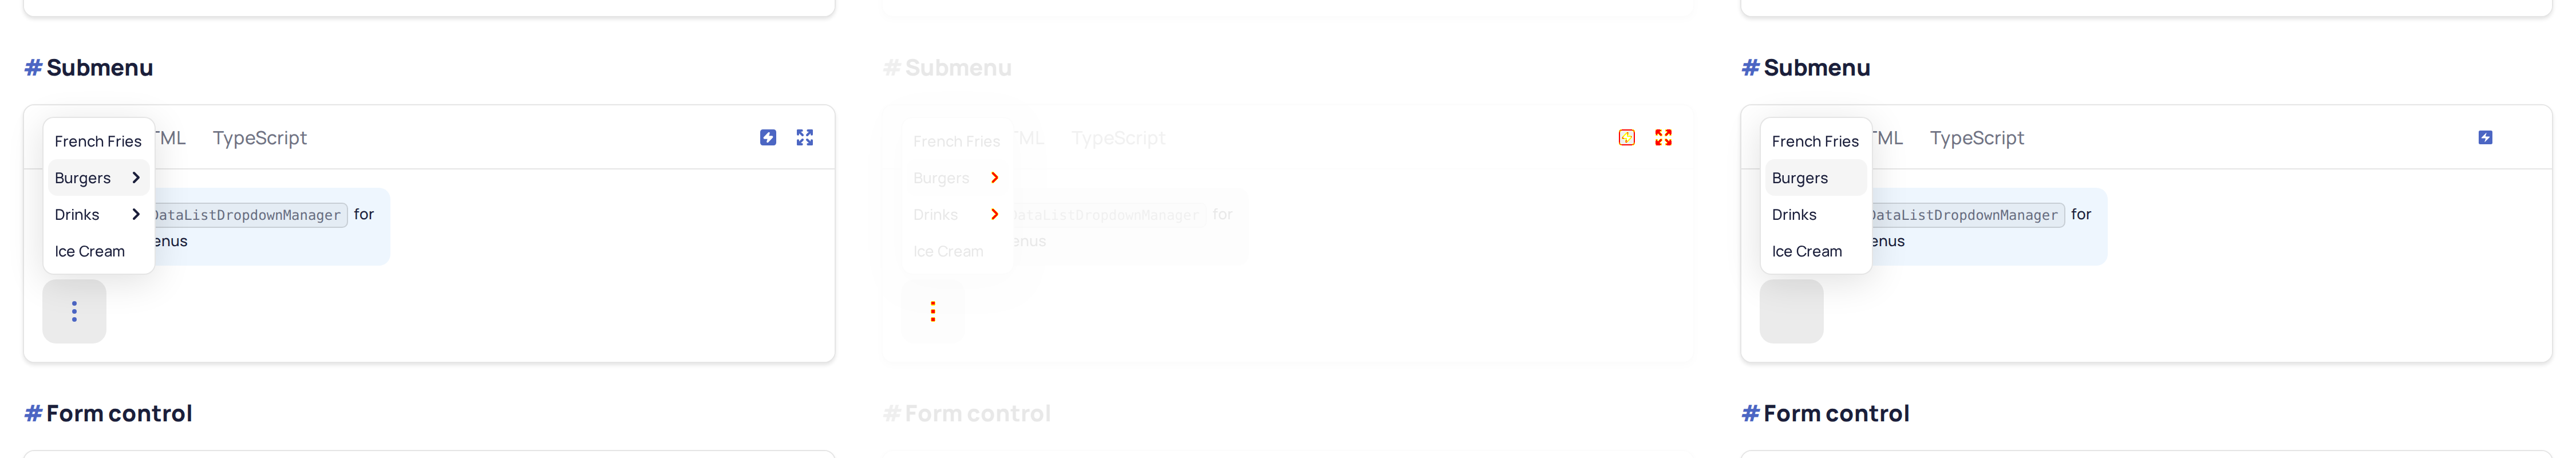 # Submenu
TML TypeScript
French Fries
Burgers
Drinks
Ice Cream
DataListDropdownManager for
enus
# Form control
# Submenu
TML TypeScript
French Fries
Burgers
Drinks
Ice Cream
DataListDropdownManager for
enus
# Form control
# Submenu
TML TypeScript
French Fries
Burgers
Drinks
Ice Cream
DataListDropdownManager for
enus
# Form control